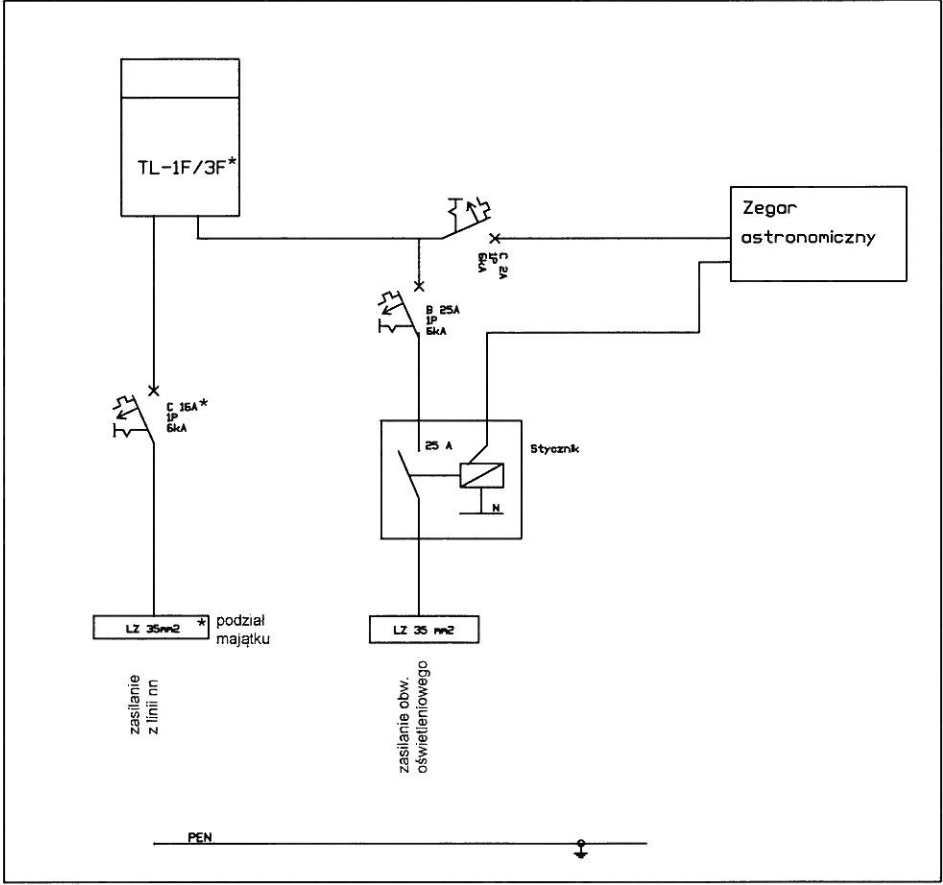 TL-1F/3F*
Zegar
astronomiczny
C 2A
1P
6kA
B 25A
1P
6kA
C 16A*
1P
6kA
25 A
Stycznik
N
LZ 35mm2 *
podział
majątku
LZ 35 mm2
zasilanie
z linii nn
zasilanie obw.
oświetleniowego
PEN